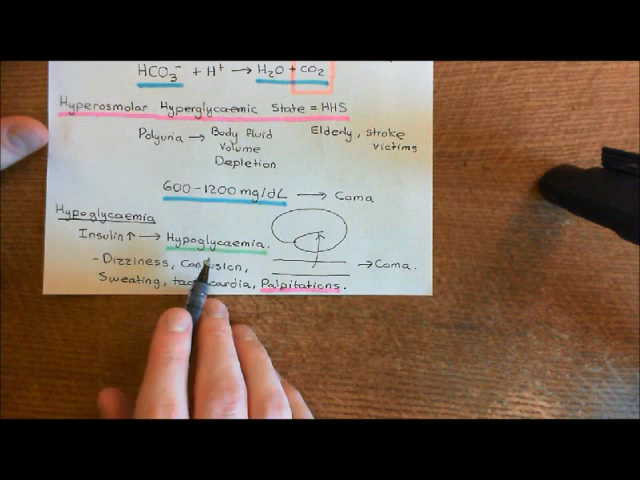 HCO₃⁻ + H⁺ → H₂O + CO₂
Hyperosmolar Hyperglycaemic State = HHS
Polyuria → Body fluid Volume Depletion
Elderly, stroke victims
600-1200 mg/dL → Coma
Hypoglycaemia
Insulin↑ → Hypoglycaemia.
- Dizziness, Confusion,
Sweating, tachycardia, Palpitations.
→ Coma.